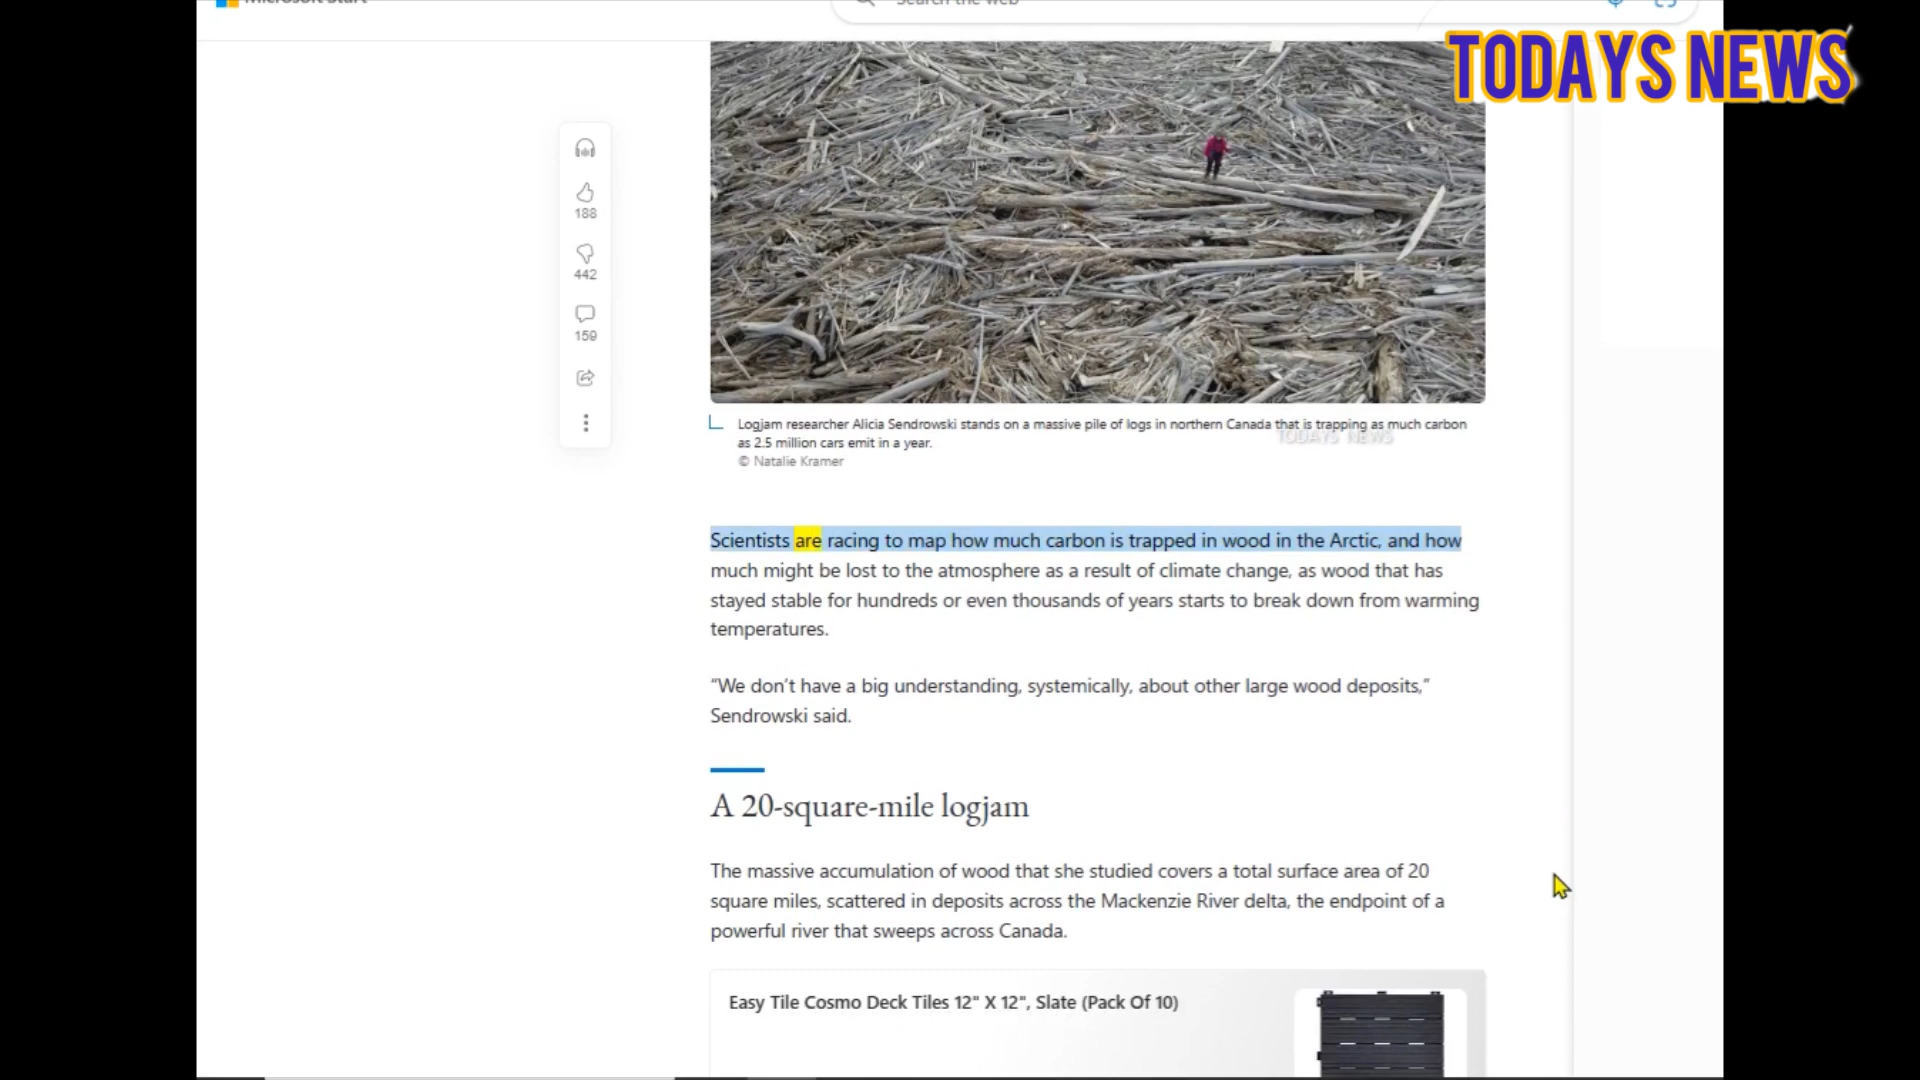 Microsoft Start
Search the web
TODAYS NEWS
188
442
159
Logjam researcher Alicia Sendrowski stands on a massive pile of logs in northern Canada that is trapping as much carbon
as 2.5 million cars emit in a year.
TODAYS NEWS
© Natalie Kramer
Scientists are racing to map how much carbon is trapped in wood in the Arctic, and how
much might be lost to the atmosphere as a result of climate change, as wood that has
stayed stable for hundreds or even thousands of years starts to break down from warming
temperatures.
“We don’t have a big understanding, systemically, about other large wood deposits,”
Sendrowski said.
A 20-square-mile logjam
The massive accumulation of wood that she studied covers a total surface area of 20
square miles, scattered in deposits across the Mackenzie River delta, the endpoint of a
powerful river that sweeps across Canada.
Easy Tile Cosmo Deck Tiles 12" X 12", Slate (Pack Of 10)